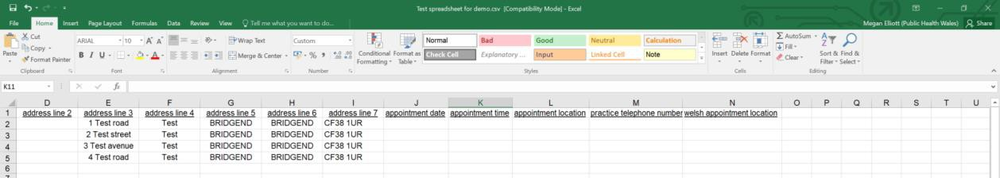 Test spreadsheet for demo.csv [Compatibility Mode] - Excel
File Home Insert Page Layout Formulas Data Review View Tell me what you want to do... Megan Elliott (Public Health Wales) Share
Paste
Cut
Copy
Format Painter
Clipboard
ARIAL 10 A A
B I U A
Font
Wrap Text
Merge & Center
Alignment
Custom
% , .0 .00 .00 .0
Number
Conditional Formatting
Format as Table
Normal Bad Good Neutral Calculation
Check Cell Explanatory ... Input Linked Cell Note
Styles
Insert Delete Format
Cells
AutoSum
Fill
Clear
Sort & Filter
Find & Select
Editing
K11 fx
D E F G H I J K L M N O P Q R S T U
1 address line 2 address line 3 address line 4 address line 5 address line 6 address line 7 appointment date appointment time appointment location practice telephone number welsh appointment location
2 1 Test road Test BRIDGEND BRIDGEND CF38 1UR
3 2 Test street Test BRIDGEND BRIDGEND CF38 1UR
4 3 Test avenue Test BRIDGEND BRIDGEND CF38 1UR
5 4 Test road Test BRIDGEND BRIDGEND CF38 1UR
6